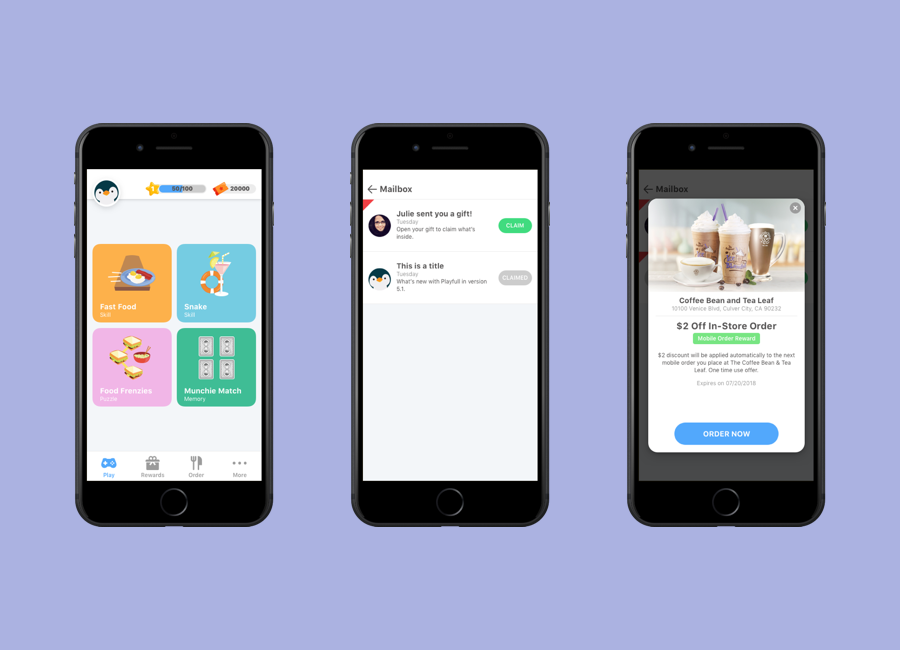 1
50/100
20000
Fast Food
Skill
Snake
Skill
Food Frenzies
Puzzle
Munchie Match
Memory
Play
Rewards
Order
More
Mailbox
Julie sent you a gift!
Tuesday
Open your gift to claim what's
inside.
CLAIM
This is a title
Tuesday
What's new with Playfull in version
5.1.
CLAIMED
Mailbox
Coffee Bean and Tea Leaf
10100 Venice Blvd, Culver City, CA 90232
$2 Off In-Store Order
Mobile Order Reward
$2 discount will be applied automatically to the next
mobile order you place at The Coffee Bean & Tea
Leaf. One time use offer.
Expires on 07/20/2018
ORDER NOW